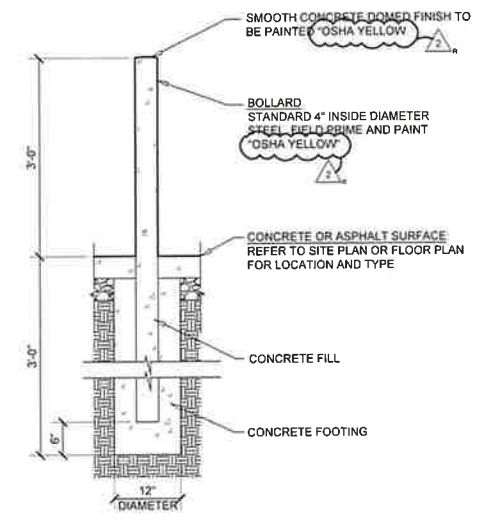 SMOOTH CONCRETE DOMED FINISH TO
BE PAINTED "OSHA YELLOW
2
BOLLARD
STANDARD 4" INSIDE DIAMETER
STEEL, FIELD PRIME AND PAINT
"OSHA YELLOW"
2
3'-0"
CONCRETE OR ASPHALT SURFACE
REFER TO SITE PLAN OR FLOOR PLAN
FOR LOCATION AND TYPE
3'-0"
CONCRETE FILL
CONCRETE FOOTING
6"
12"
DIAMETER